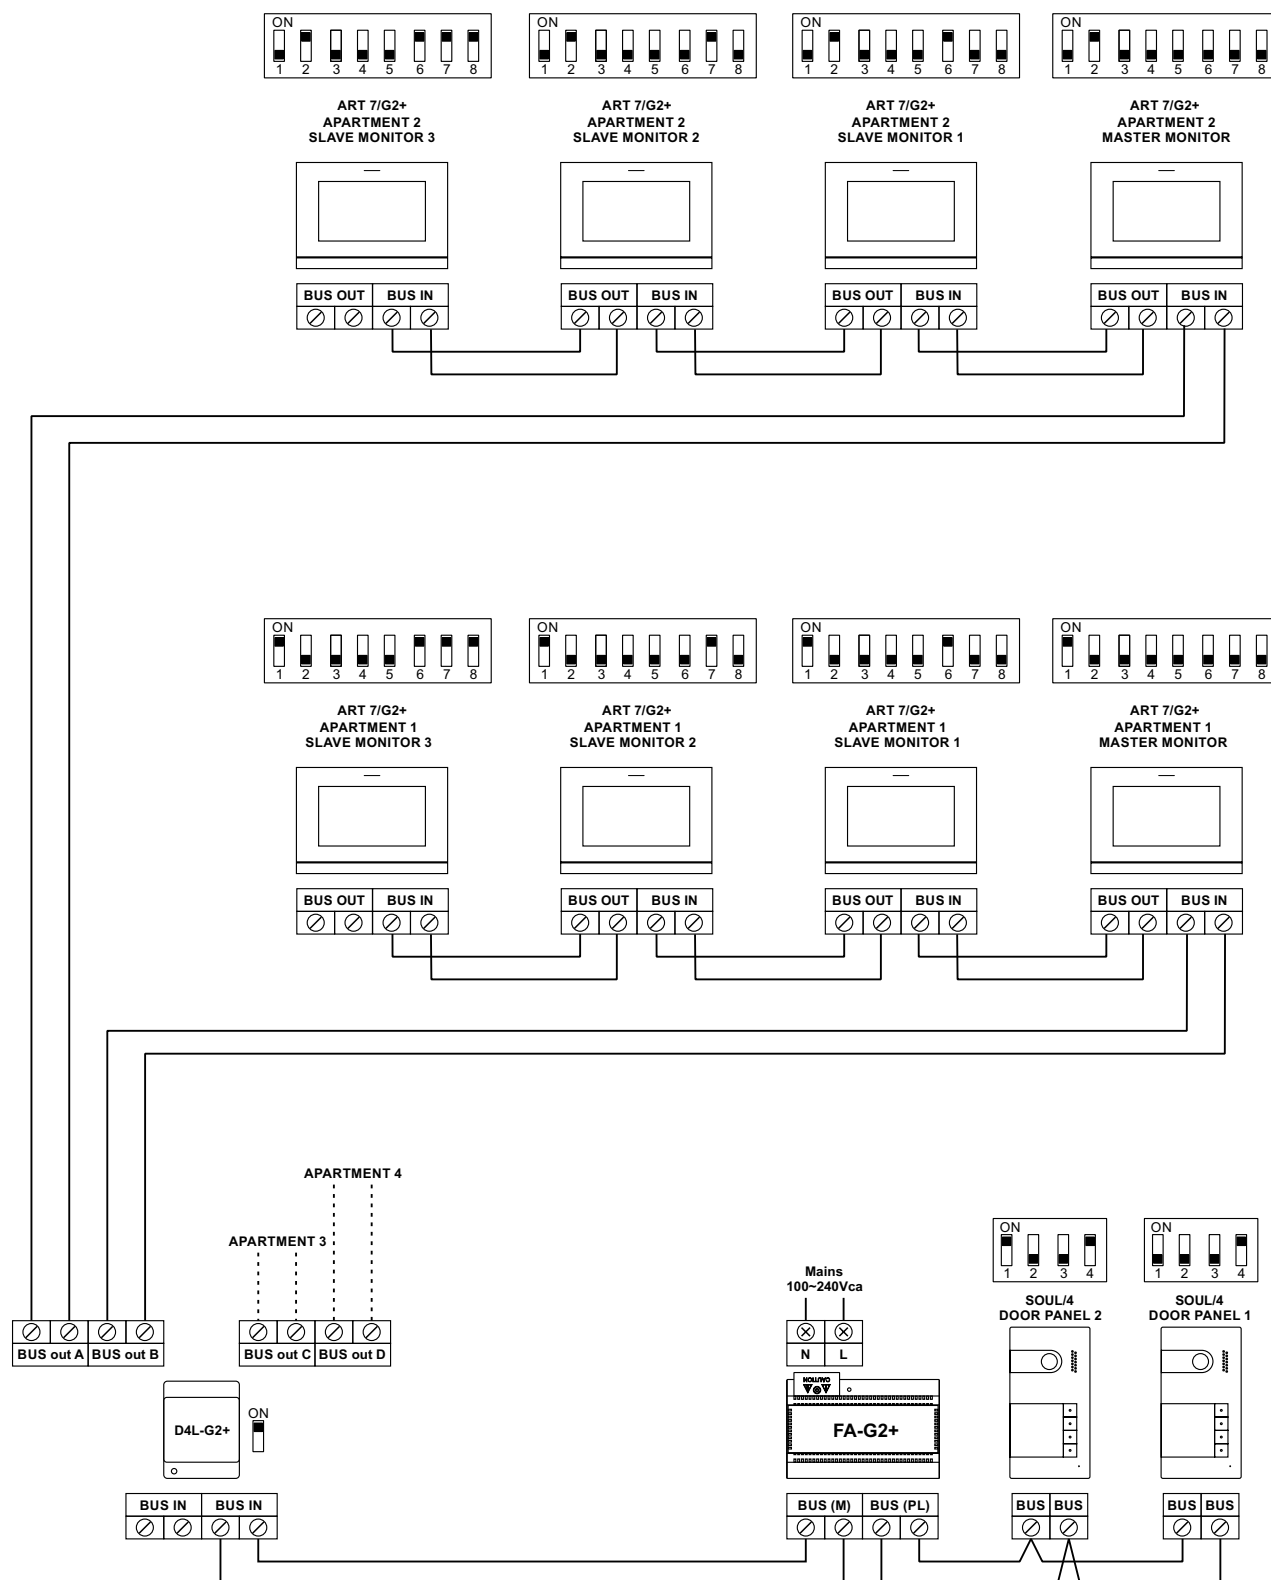 ON ON ON ON
1 2 3 4 5 6 7 8 1 2 3 4 5 6 7 8 1 2 3 4 5 6 7 8 1 2 3 4 5 6 7 8
ART 7/G2+ ART 7/G2+ ART 7/G2+ ART 7/G2+
APARTMENT 2 APARTMENT 2 APARTMENT 2 APARTMENT 2
SLAVE MONITOR 3 SLAVE MONITOR 2 SLAVE MONITOR 1 MASTER MONITOR
BUS OUT BUS IN BUS OUT BUS IN BUS OUT BUS IN BUS OUT BUS IN
ON ON ON ON
1 2 3 4 5 6 7 8 1 2 3 4 5 6 7 8 1 2 3 4 5 6 7 8 1 2 3 4 5 6 7 8
ART 7/G2+ ART 7/G2+ ART 7/G2+ ART 7/G2+
APARTMENT 1 APARTMENT 1 APARTMENT 1 APARTMENT 1
SLAVE MONITOR 3 SLAVE MONITOR 2 SLAVE MONITOR 1 MASTER MONITOR
BUS OUT BUS IN BUS OUT BUS IN BUS OUT BUS IN BUS OUT BUS IN
APARTMENT 4
APARTMENT 3
ON ON
1 2 3 4 1 2 3 4
Mains
100~240Vca
SOUL/4 SOUL/4
DOOR PANEL 2 DOOR PANEL 1
BUS out A BUS out B BUS out C BUS out D N L
CAUTION
ON
D4L-G2+ FA-G2+
BUS IN BUS IN BUS (M) BUS (PL) BUS BUS BUS BUS